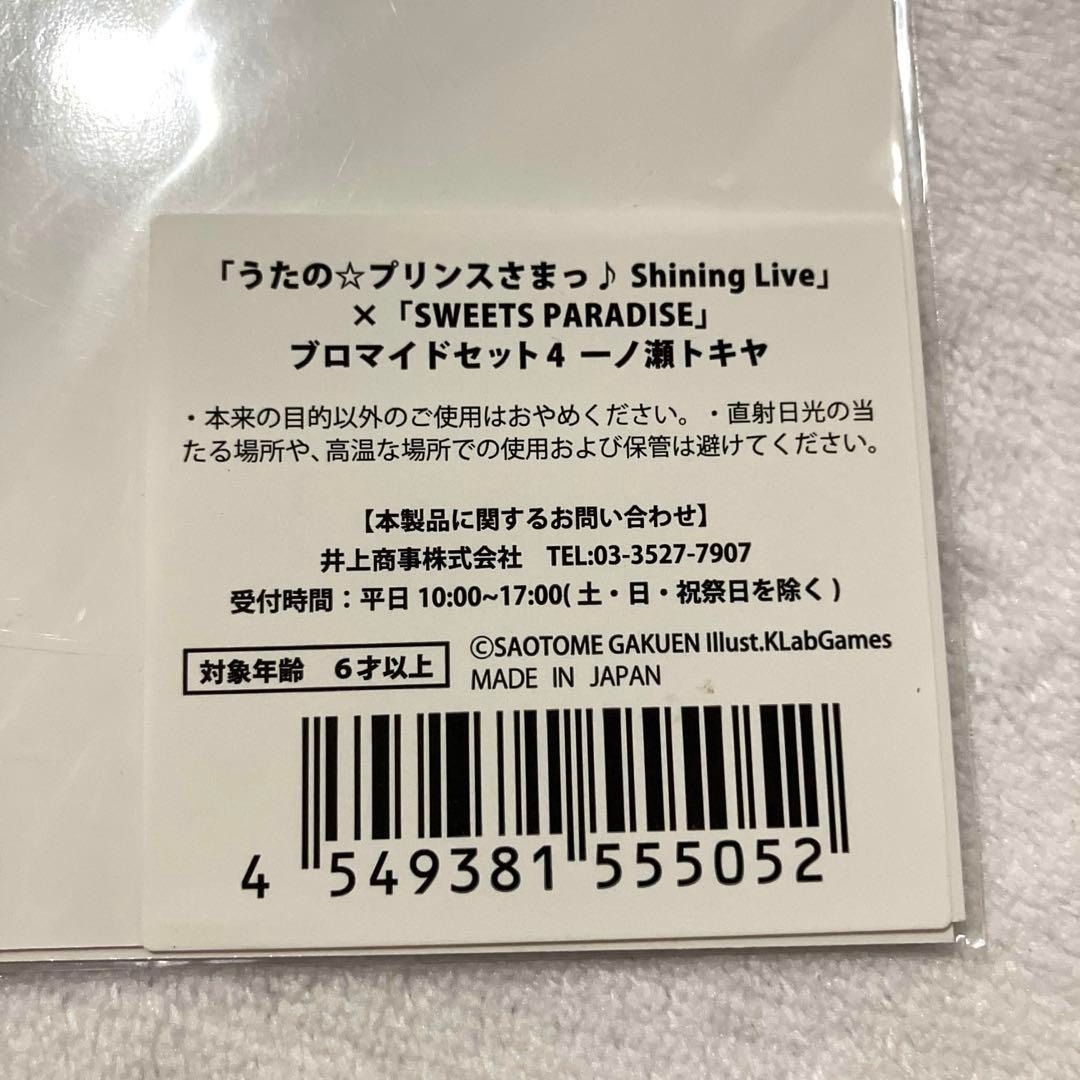 「うたの☆プリンスさまっ♪ Shining Live」
×「SWEETS PARADISE」
ブロマイドセット4 一ノ瀬トキヤ
・本来の目的以外のご使用はおやめください。・直射日光の当
たる場所や、高温な場所での使用および保管は避けてください。
【本製品に関するお問い合わせ】
井上商事株式会社 TEL:03-3527-7907
受付時間：平日 10:00~17:00( 土・日・祝祭日を除く )
対象年齢 6才以上
©SAOTOME GAKUEN Illust.KLabGames
MADE IN JAPAN
4 549381 555052